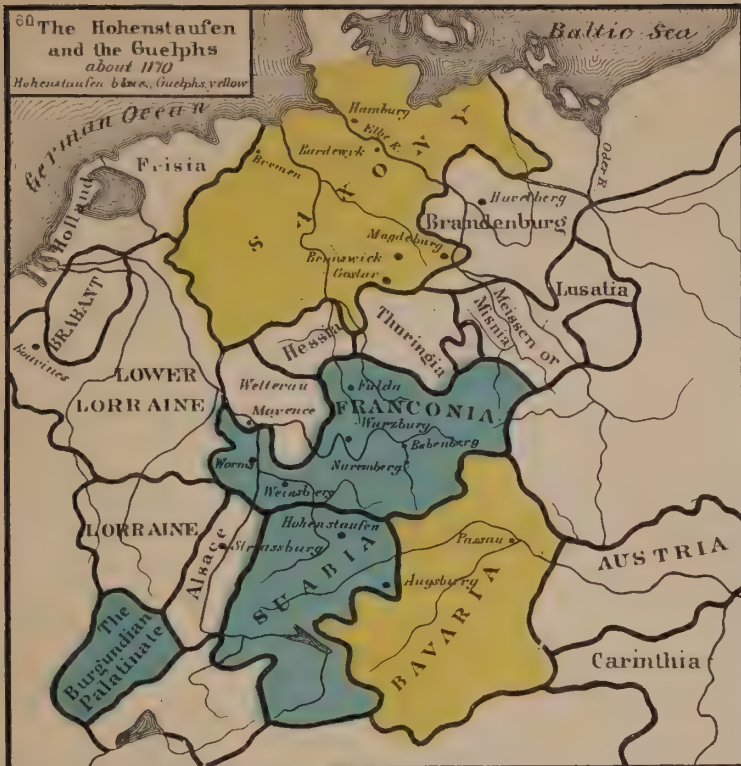 60
The Hohenstaufen
and the Guelphs
about 1170
Hohenstaufen blue, Guelphs yellow
Baltic Sea
German Ocean
Hamburg
Elbe R.
Bardewyk
SAXONY
Bremen
Frisia
Holland
Oder R.
Havelberg
Brandenburg
Magdeburg
Brunswick
Goslar
Lusatia
BRABANT
Bouvines
Hessia
Thuringia
Meissen or
Misnia
LOWER
LORRAINE
Wetterau
Mayence
Fulda
FRANCONIA
Wurzburg
Babenberg
Worms
Nuremberg
Weinsberg
LORRAINE
Alsace
Strassburg
Hohenstaufen
SUABIA
Passau
Augsburg
BAVARIA
AUSTRIA
Carinthia
The
Burgundian
Palatinate